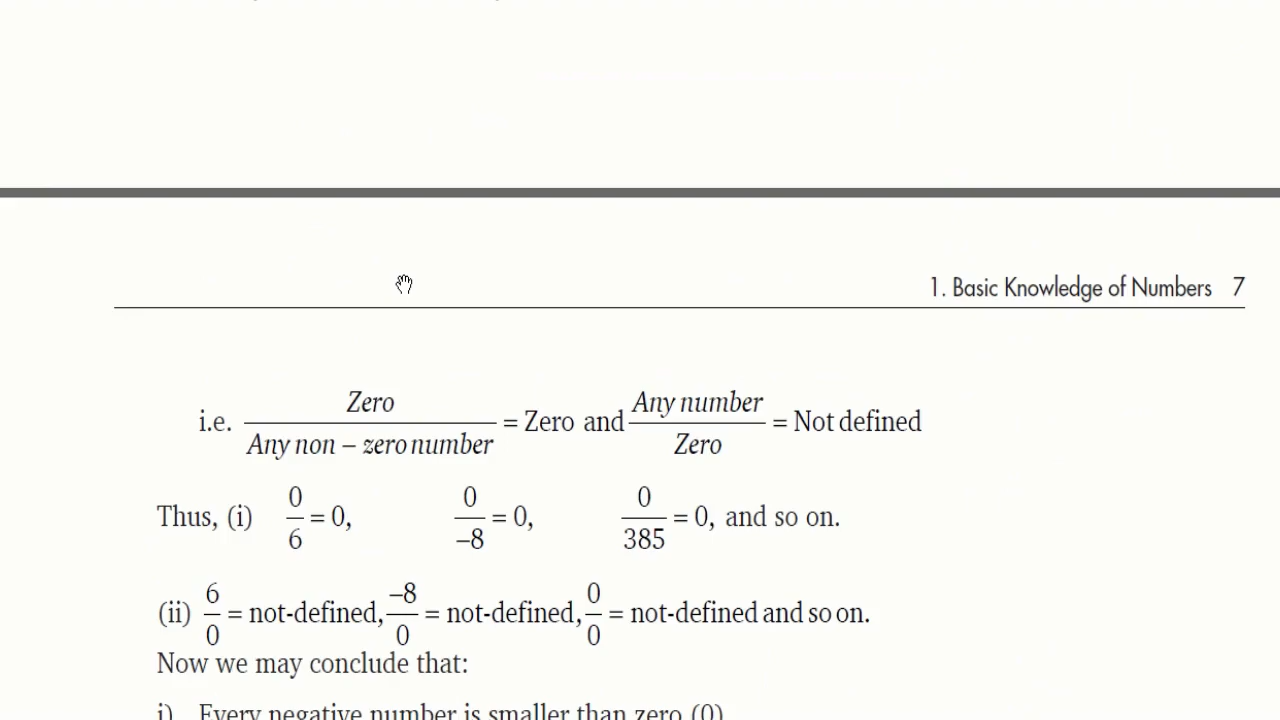 1. Basic Knowledge of Numbers 7
i.e. Zero / Any non – zero number = Zero and Any number / Zero = Not defined
Thus, (i) 0/6 = 0, 0/–8 = 0, 0/385 = 0, and so on.
(ii) 6/0 = not-defined, –8/0 = not-defined, 0/0 = not-defined and so on.
Now we may conclude that:
i) Every negative number is smaller than zero (0)